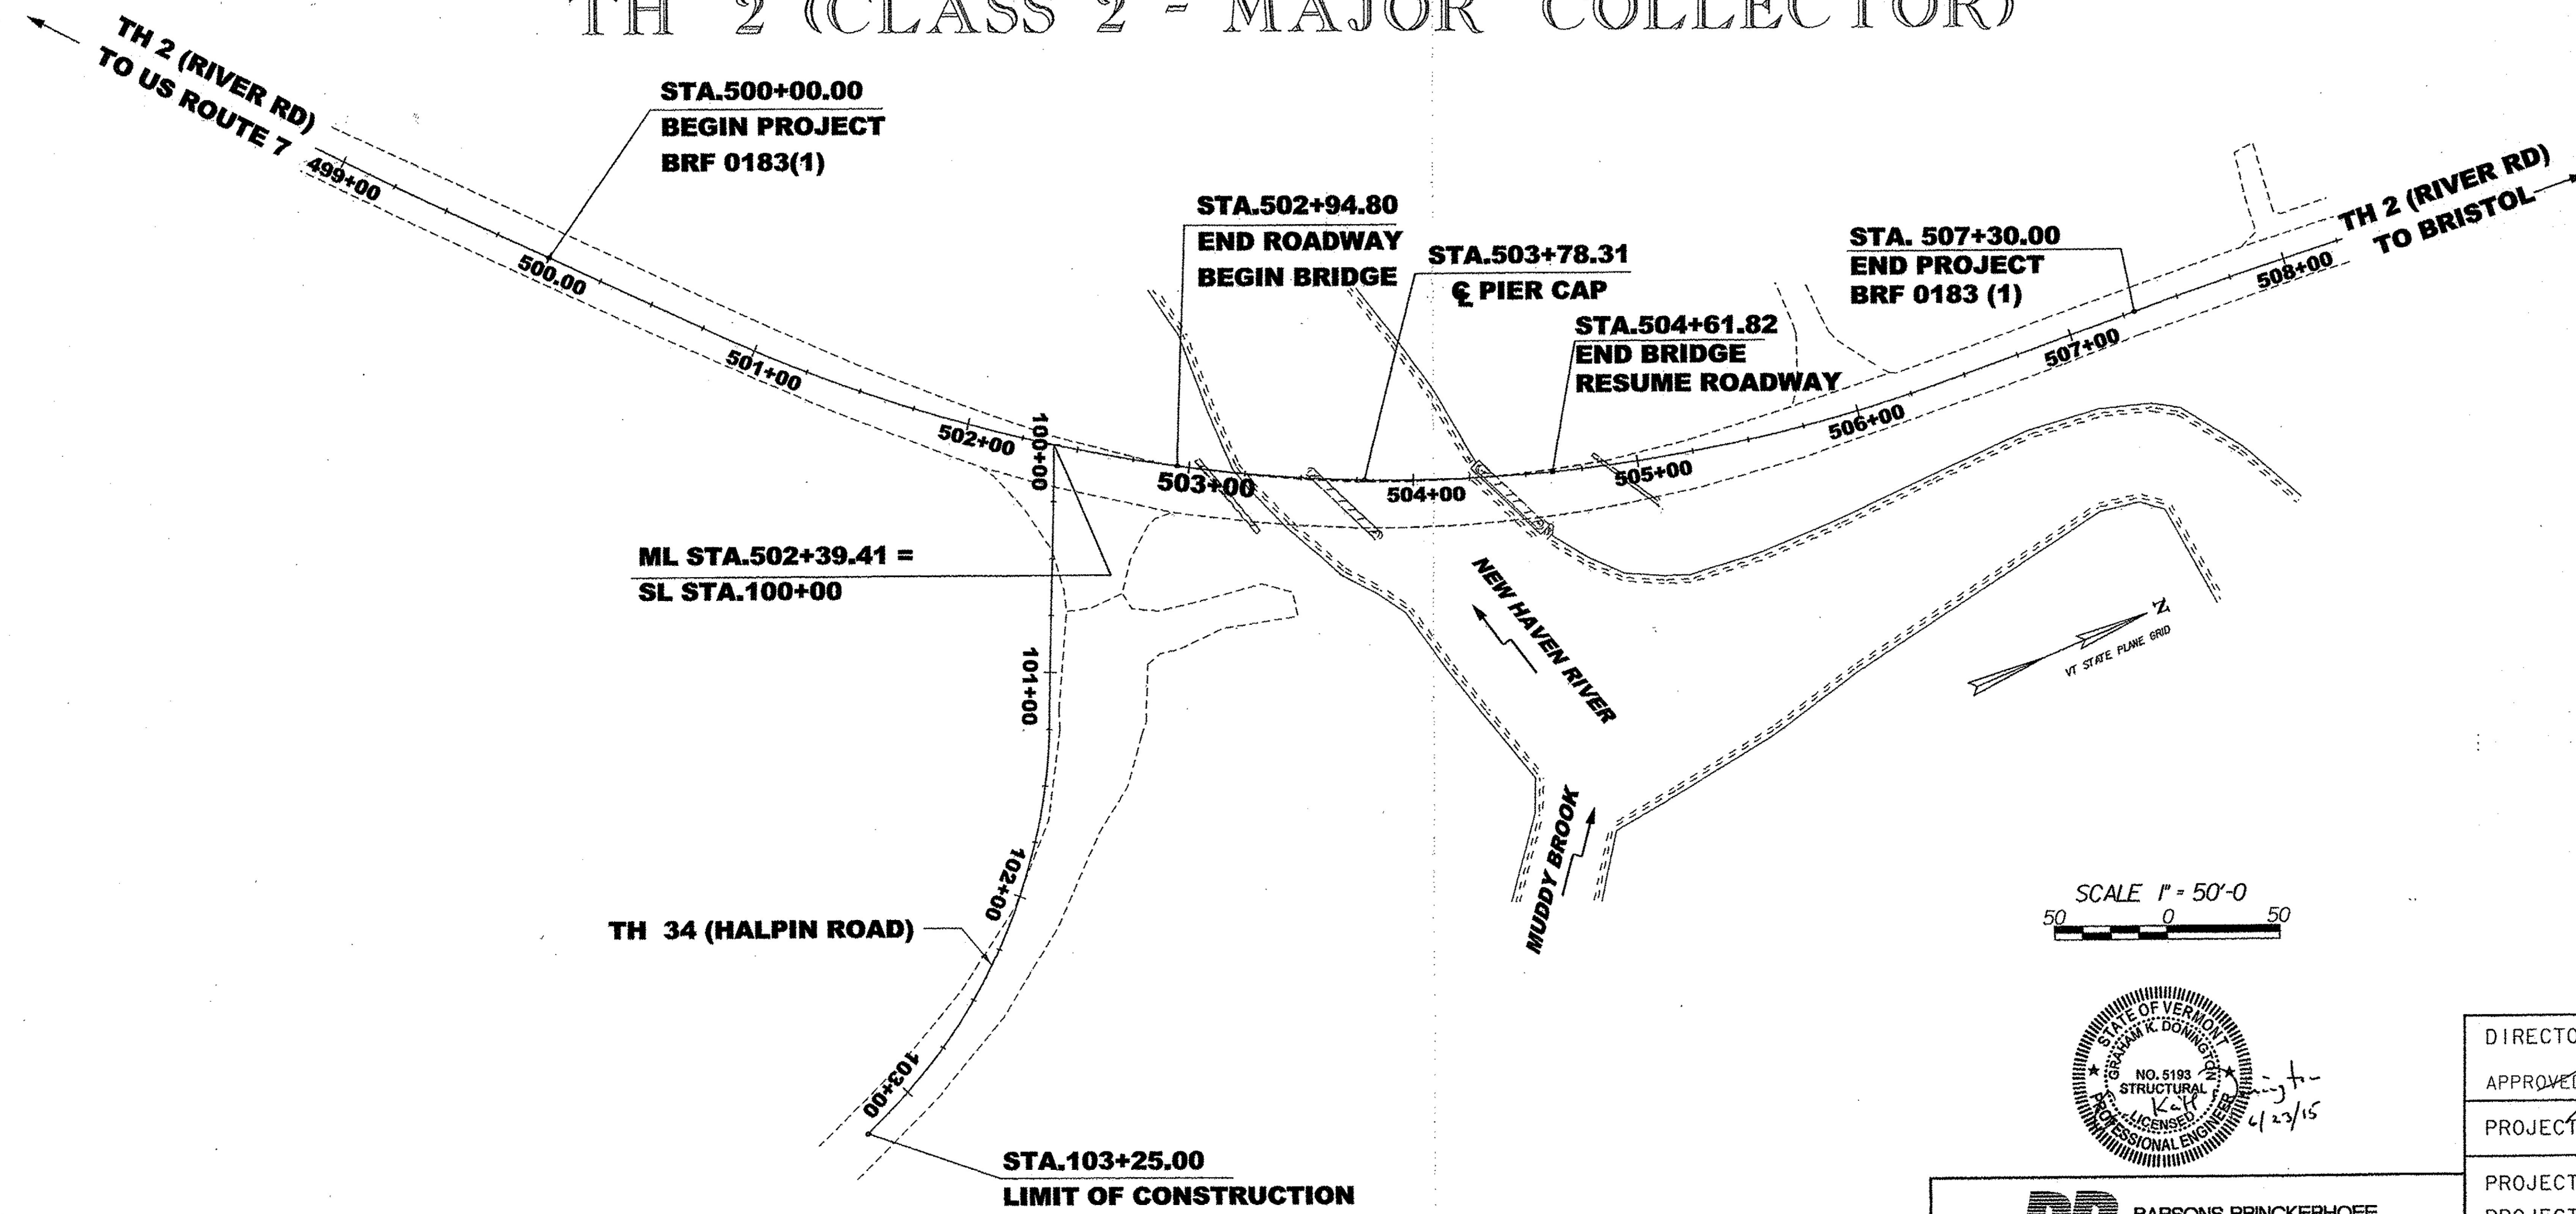 TH 2 (CLASS 2 - MAJOR COLLECTOR)
TH 2 (RIVER RD)
TO US ROUTE 7
STA.500+00.00
BEGIN PROJECT
BRF 0183(1)
STA.502+94.80
END ROADWAY
BEGIN BRIDGE
STA.503+78.31
℄ PIER CAP
STA.504+61.82
END BRIDGE
RESUME ROADWAY
STA. 507+30.00
END PROJECT
BRF 0183 (1)
TH 2 (RIVER RD)
TO BRISTOL
499+00
500.00
501+00
502+00
503+00
504+00
505+00
506+00
507+00
508+00
100+00
ML STA.502+39.41 =
SL STA.100+00
101+00
102+00
103+00
NEW HAVEN RIVER
MUDDY BROOK
TH 34 (HALPIN ROAD)
STA.103+25.00
LIMIT OF CONSTRUCTION
N
VT STATE PLANE GRID
SCALE 1" = 50'-0
50 0 50
STATE OF VERMONT
GRAHAM K. DONINGTON
NO. 5193
STRUCTURAL
LICENSED
PROFESSIONAL ENGINEER
6/23/15
DIRECTO
APPROVED
PROJECT
PROJECT
PARSONS BRINCKERHOFF